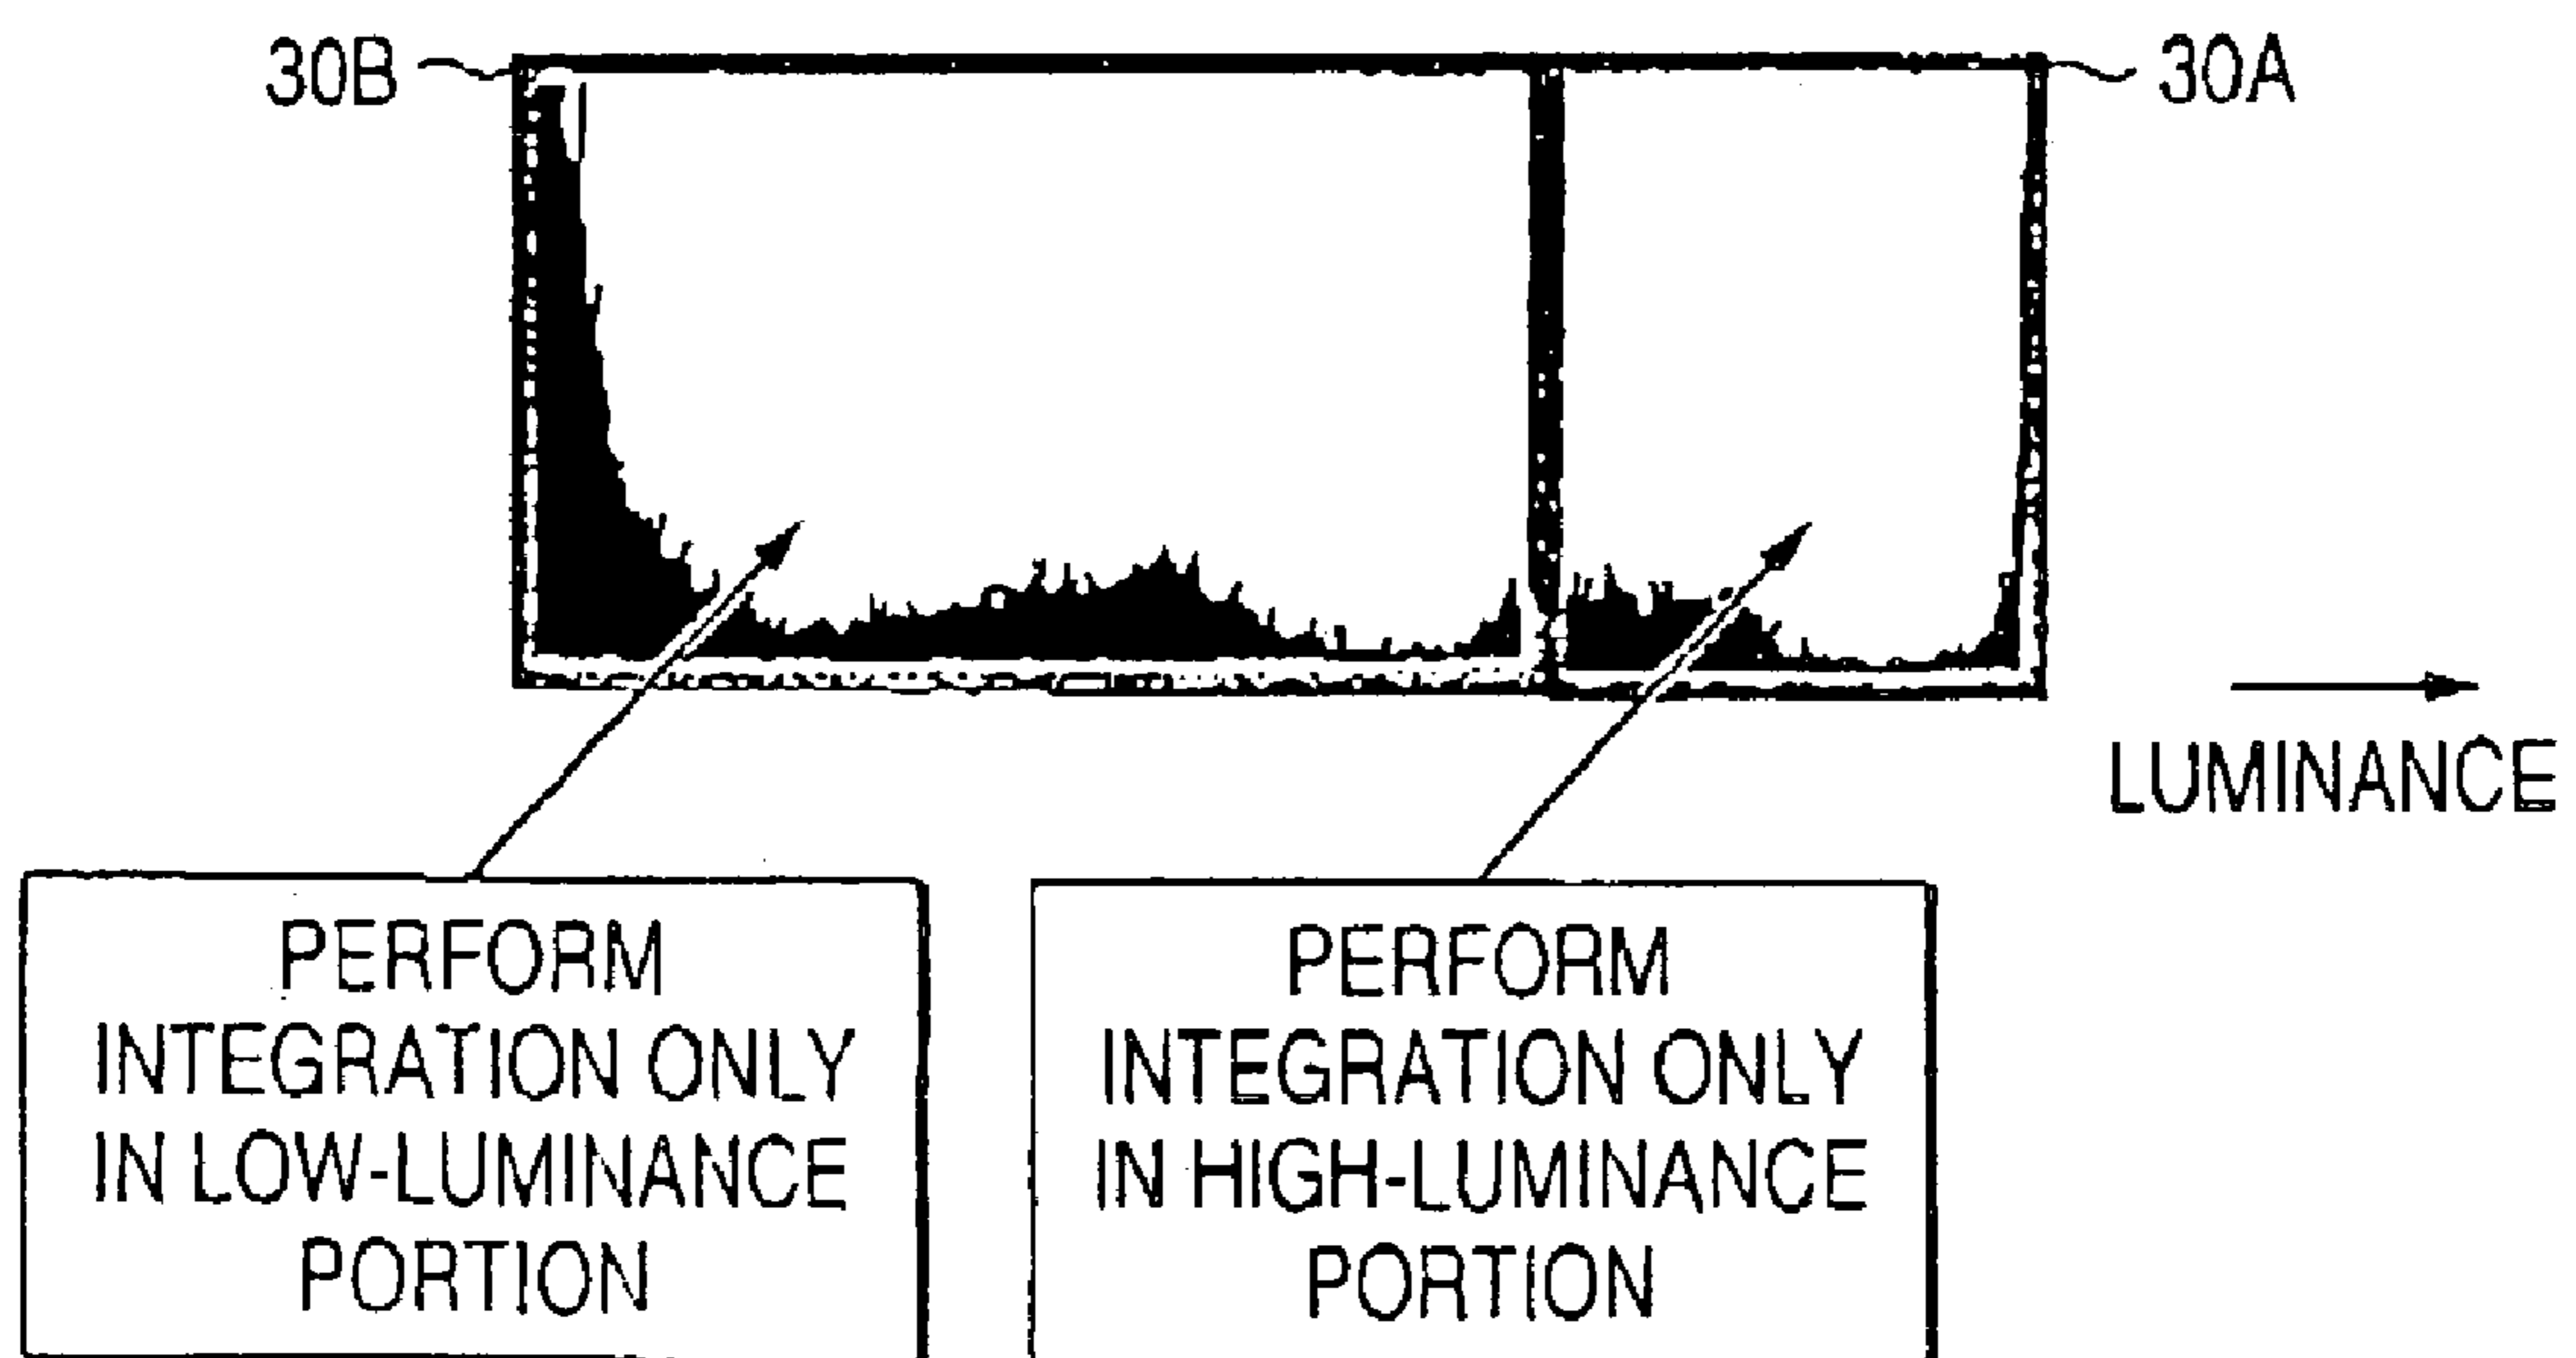 30B
30A
LUMINANCE
PERFORM
INTEGRATION ONLY
IN LOW-LUMINANCE
PORTION
PERFORM
INTEGRATION ONLY
IN HIGH-LUMINANCE
PORTION